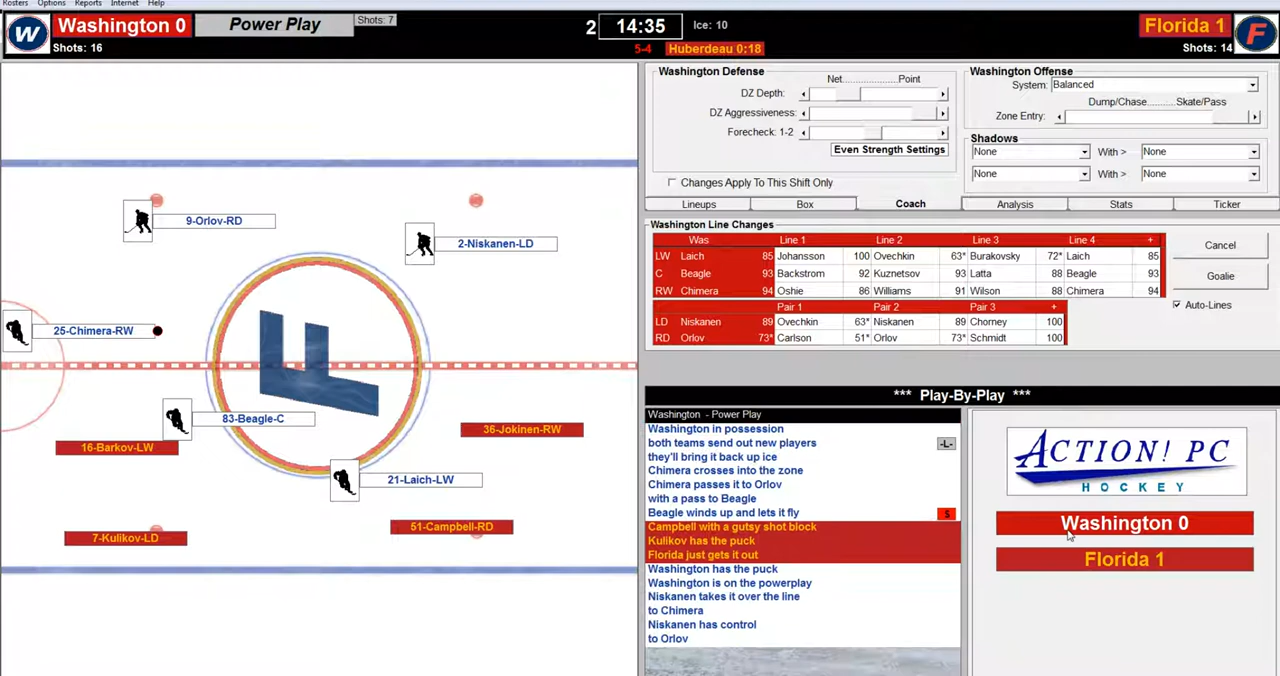 Rosters Options Reports Internet Help
W Washington 0 Power Play Shots: 7 2 14:35 Ice: 10 Florida 1 F
Shots: 16 5-4 Huberdeau 0:18 Shots: 14
Washington Defense
Net..................Point
DZ Depth:
DZ Aggressiveness:
Forecheck: 1-2
Even Strength Settings
Changes Apply To This Shift Only
Washington Offense
System: Balanced
Dump/Chase..........Skate/Pass
Zone Entry:
Shadows
None With > None
None With > None
Lineups Box Coach Analysis Stats Ticker
Washington Line Changes
Was Line 1 Line 2 Line 3 Line 4 +
LW Laich 85 Johansson 100 Ovechkin 63* Burakovsky 72* Laich 85
C Beagle 93 Backstrom 92 Kuznetsov 93 Latta 88 Beagle 93
RW Chimera 94 Oshie 86 Williams 91 Wilson 88 Chimera 94
Pair 1 Pair 2 Pair 3 +
LD Niskanen 89 Ovechkin 63* Niskanen 89 Chorney 100
RD Orlov 73* Carlson 51* Orlov 73* Schmidt 100
Cancel
Goalie
Auto-Lines
9-Orlov-RD
2-Niskanen-LD
25-Chimera-RW
83-Beagle-C
16-Barkov-LW
36-Jokinen-RW
21-Laich-LW
51-Campbell-RD
7-Kulikov-LD
F
*** Play-By-Play ***
Washington - Power Play
Washington in possession
both teams send out new players -L-
they'll bring it back up ice
Chimera crosses into the zone
Chimera passes it to Orlov
with a pass to Beagle
Beagle winds up and lets it fly S
Campbell with a gutsy shot block
Kulikov has the puck
Florida just gets it out
Washington has the puck
Washington is on the powerplay
Niskanen takes it over the line
to Chimera
Niskanen has control
to Orlov
ACTION! PC
HOCKEY
Washington 0
Florida 1